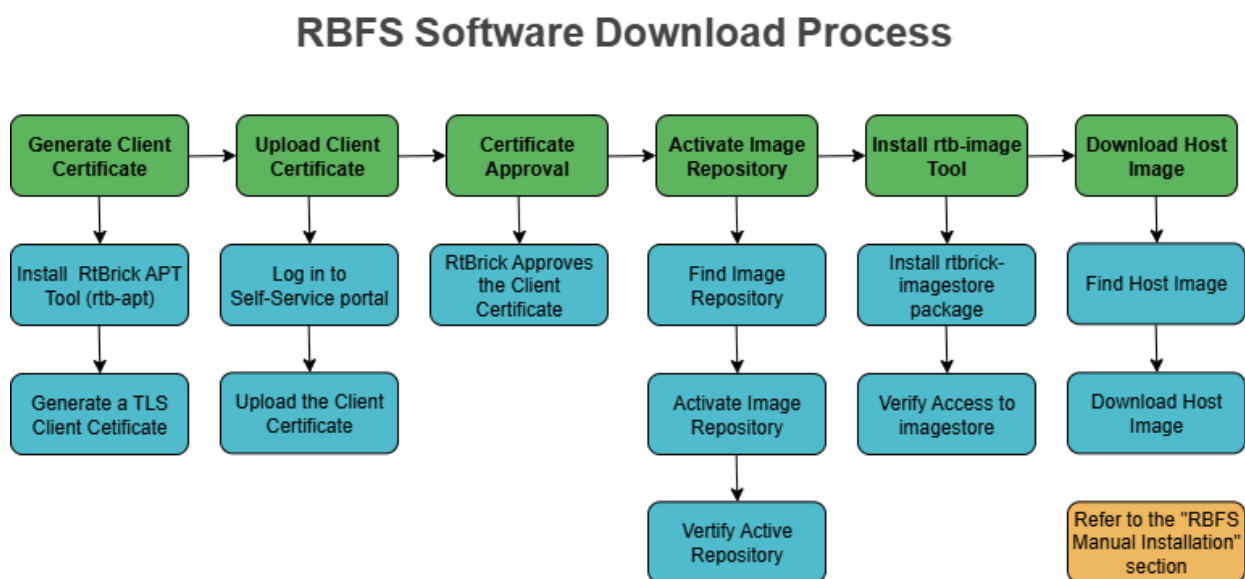 RBFS Software Download Process
Generate Client
Certificate
Upload Client
Certificate
Certificate
Approval
Activate Image
Repository
Install rtb-image
Tool
Download Host
Image
Install  RtBrick APT
Tool (rtb-apt)
Log in to
Self-Service portal
RtBrick Approves
the Client
Certificate
Find Image
Repository
Install rtbrick-
imagestore
package
Find Host Image
Generate a TLS
Client Cetificate
Upload the Client
Certificate
Activate Image
Repository
Verify Access to
imagestore
Download Host
Image
Vertify Active
Repository
Refer to the "RBFS
Manual Installation"
section